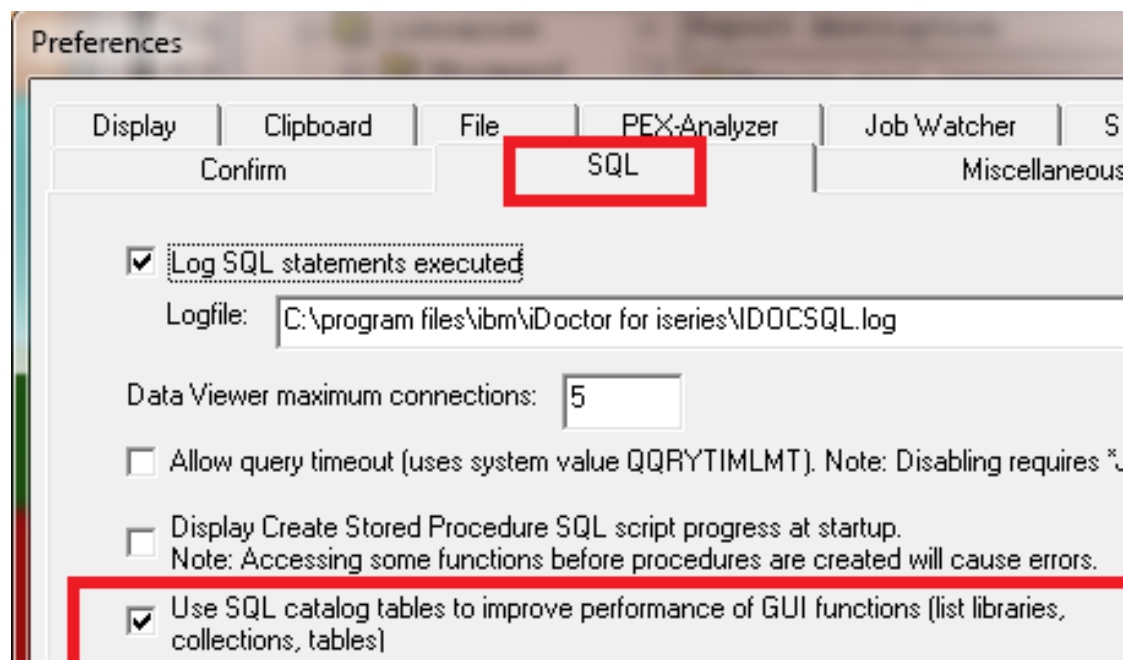 Preferences
Display Clipboard File PEX-Analyzer Job Watcher S
Confirm SQL Miscellaneous
Log SQL statements executed
Logfile: C:\program files\ibm\iDoctor for iseries\IDOCSQL.log
Data Viewer maximum connections: 5
Allow query timeout (uses system value QQRYTIMLMT). Note: Disabling requires *J
Display Create Stored Procedure SQL script progress at startup.
Note: Accessing some functions before procedures are created will cause errors.
Use SQL catalog tables to improve performance of GUI functions (list libraries,
collections, tables)